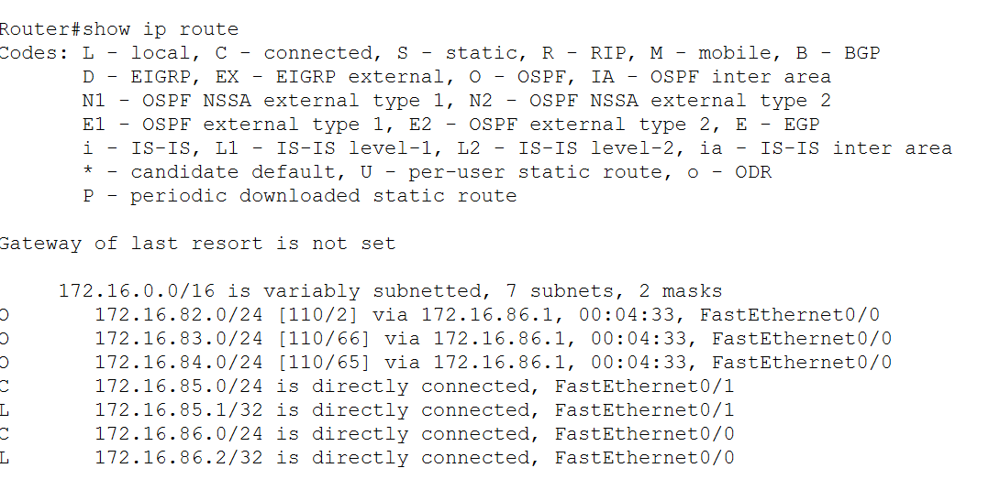 Router#show ip route
Codes: L - local, C - connected, S - static, R - RIP, M - mobile, B - BGP
D - EIGRP, EX - EIGRP external, O - OSPF, IA - OSPF inter area
N1 - OSPF NSSA external type 1, N2 - OSPF NSSA external type 2
E1 - OSPF external type 1, E2 - OSPF external type 2, E - EGP
i - IS-IS, L1 - IS-IS level-1, L2 - IS-IS level-2, ia - IS-IS inter area
* - candidate default, U - per-user static route, o - ODR
P - periodic downloaded static route
Gateway of last resort is not set
172.16.0.0/16 is variably subnetted, 7 subnets, 2 masks
O 172.16.82.0/24 [110/2] via 172.16.86.1, 00:04:33, FastEthernet0/0
O 172.16.83.0/24 [110/66] via 172.16.86.1, 00:04:33, FastEthernet0/0
O 172.16.84.0/24 [110/65] via 172.16.86.1, 00:04:33, FastEthernet0/0
C 172.16.85.0/24 is directly connected, FastEthernet0/1
L 172.16.85.1/32 is directly connected, FastEthernet0/1
C 172.16.86.0/24 is directly connected, FastEthernet0/0
L 172.16.86.2/32 is directly connected, FastEthernet0/0